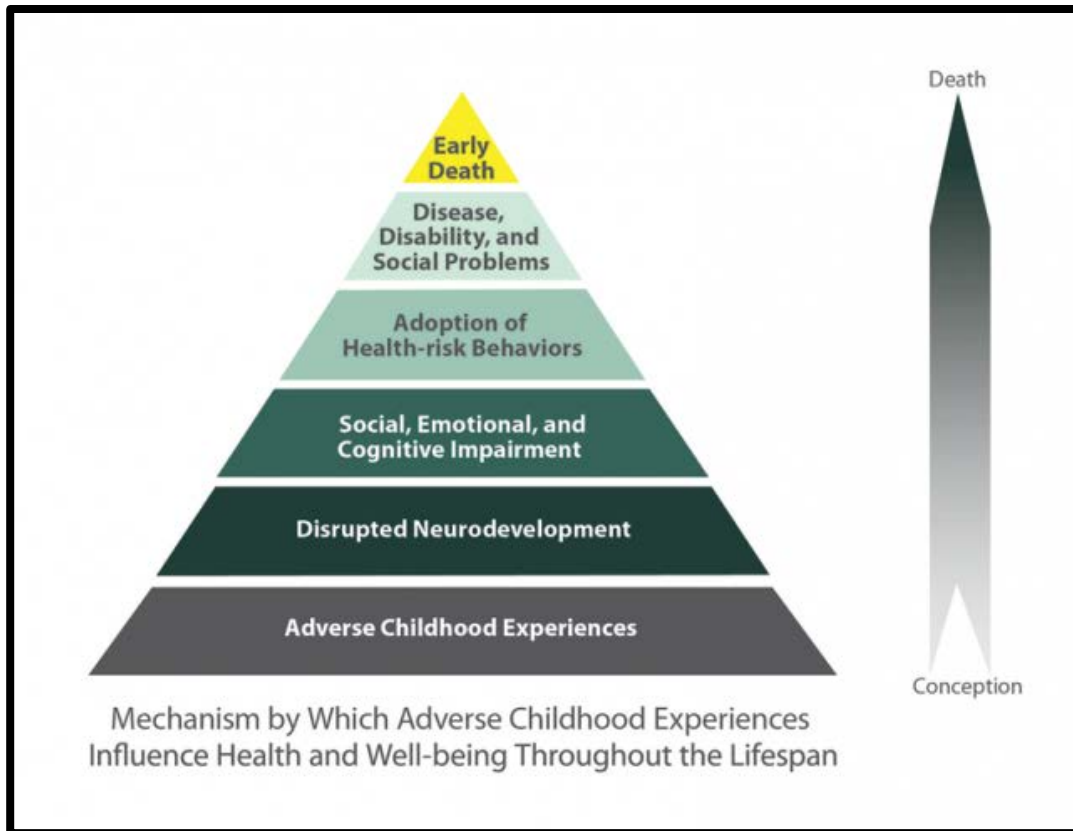 Death
Early
Death
Disease,
Disability, and
Social Problems
Adoption of
Health-risk Behaviors
Social, Emotional, and
Cognitive Impairment
Disrupted Neurodevelopment
Adverse Childhood Experiences
Conception
Mechanism by Which Adverse Childhood Experiences
Influence Health and Well-being Throughout the Lifespan